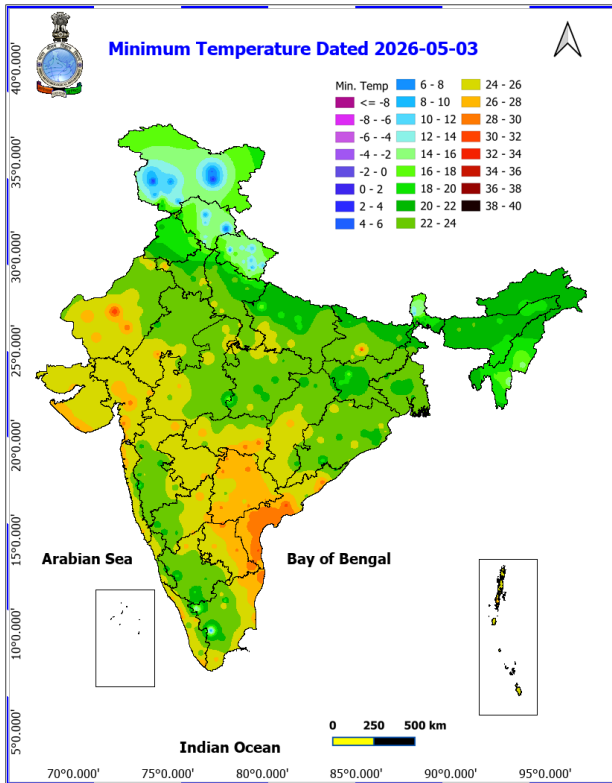 Minimum Temperature Dated 2026-05-03
Min. Temp
<= -8
-8 - -6
-6 - -4
-4 - -2
-2 - 0
0 - 2
2 - 4
4 - 6
6 - 8
8 - 10
10 - 12
12 - 14
14 - 16
16 - 18
18 - 20
20 - 22
22 - 24
24 - 26
26 - 28
28 - 30
30 - 32
32 - 34
34 - 36
36 - 38
38 - 40
40°0.000'
35°0.000'
30°0.000'
25°0.000'
20°0.000'
15°0.000'
10°0.000'
5°0.000'
Arabian Sea
Bay of Bengal
0 250 500 km
Indian Ocean
70°0.000' 75°0.000' 80°0.000' 85°0.000' 90°0.000' 95°0.000'